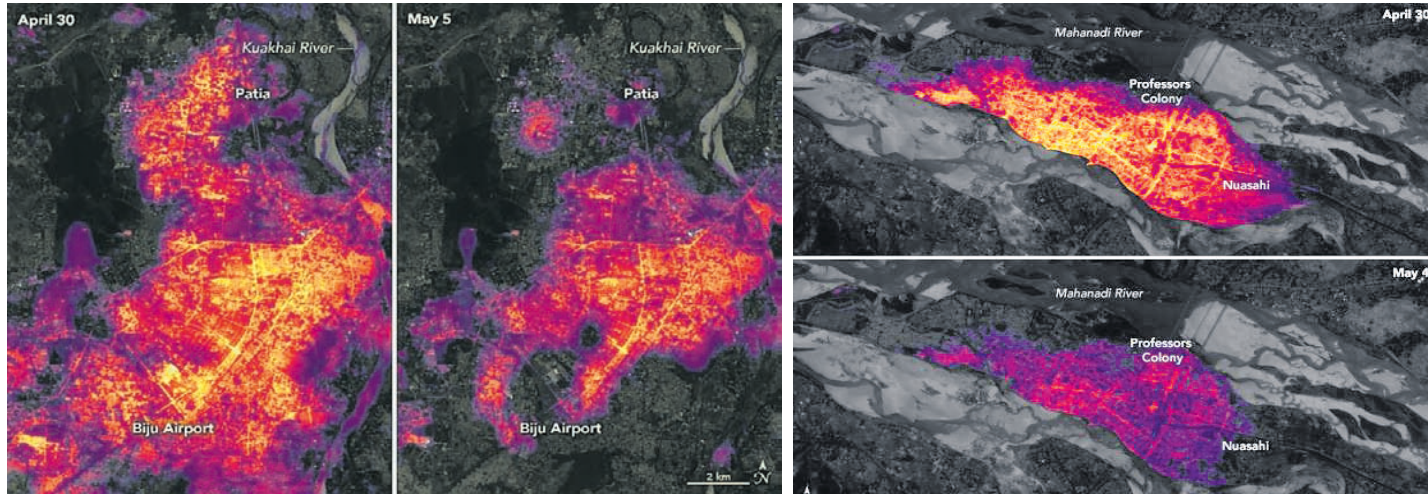 April 30
Kuakhai River
Patia
Biju Airport
May 5
Kuakhai River
Patia
Biju Airport
2 km
N
April 30
Mahanadi River
Professors
Colony
Nuasahi
May 4
Mahanadi River
Professors
Colony
Nuasahi